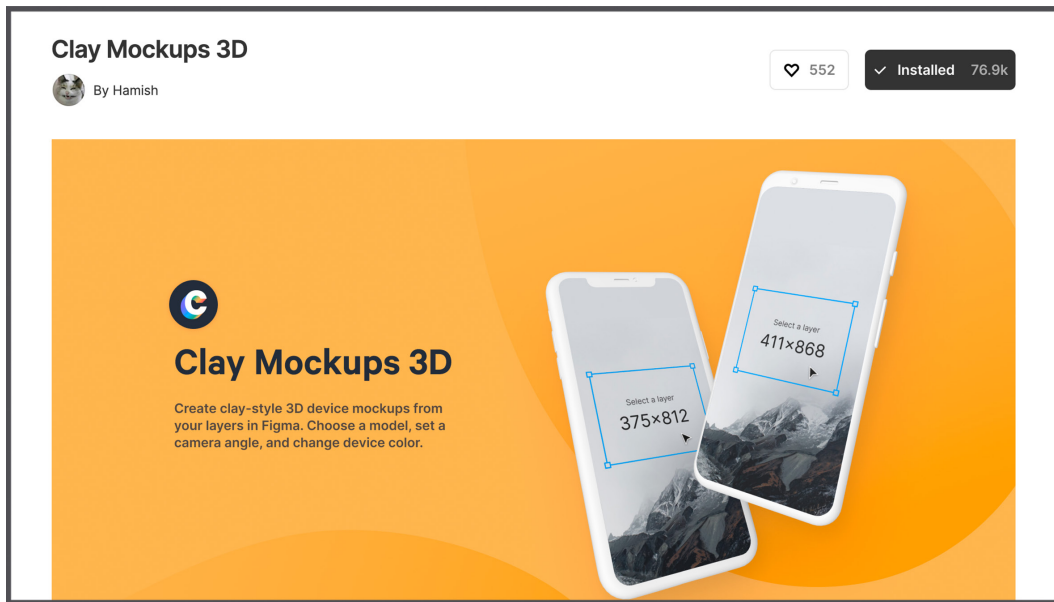 Clay Mockups 3D
By Hamish
552
Installed 76.9k
Clay Mockups 3D
Create clay-style 3D device mockups from
your layers in Figma. Choose a model, set a
camera angle, and change device color.
Select a layer
375×812
Select a layer
411×868